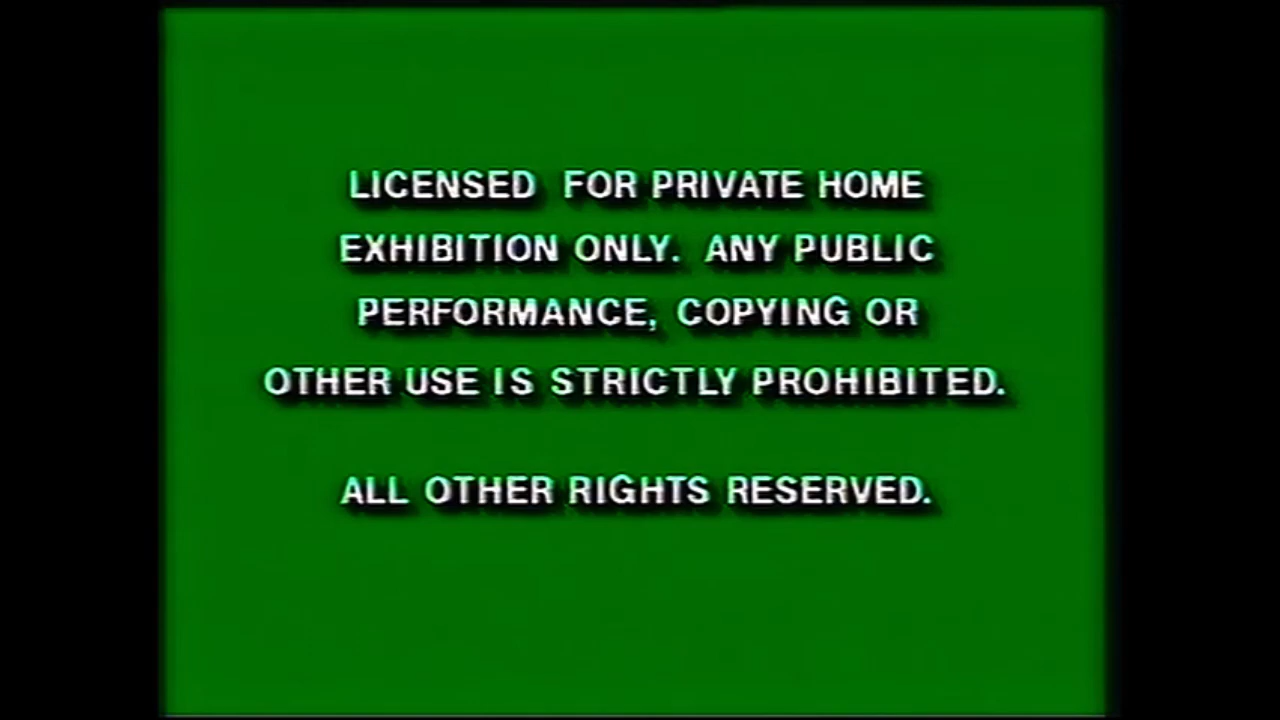 LICENSED FOR PRIVATE HOME
EXHIBITION ONLY. ANY PUBLIC
PERFORMANCE, COPYING OR
OTHER USE IS STRICTLY PROHIBITED.
ALL OTHER RIGHTS RESERVED.